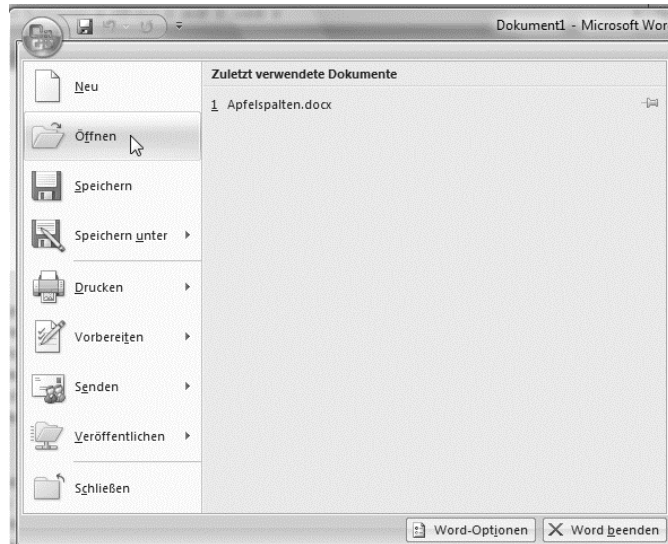 Dokument1 - Microsoft Wor
Neu
Öffnen
Speichern
Speichern unter
Drucken
Vorbereiten
Senden
Veröffentlichen
Schließen
Zuletzt verwendete Dokumente
1 Apfelspalten.docx
Word-Optionen
Word beenden